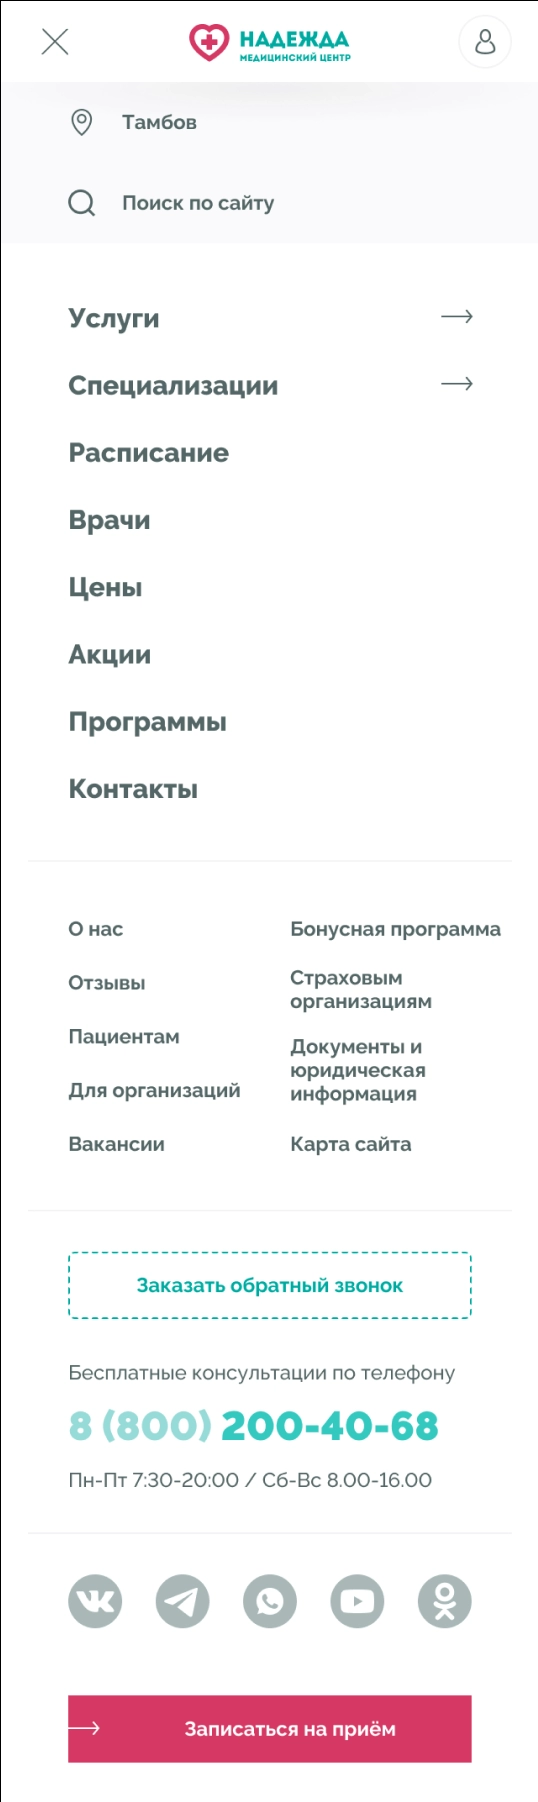 НАДЕЖДА
МЕДИЦИНСКИЙ ЦЕНТР
Тамбов
Поиск по сайту
Услуги
Специализации
Расписание
Врачи
Цены
Акции
Программы
Контакты
О нас
Отзывы
Пациентам
Для организаций
Вакансии
Бонусная программа
Страховым
организациям
Документы и
юридическая
информация
Карта сайта
Заказать обратный звонок
Бесплатные консультации по телефону
8 (800) 200-40-68
Пн-Пт 7:30-20:00 / Сб-Вс 8.00-16.00
Записаться на приём